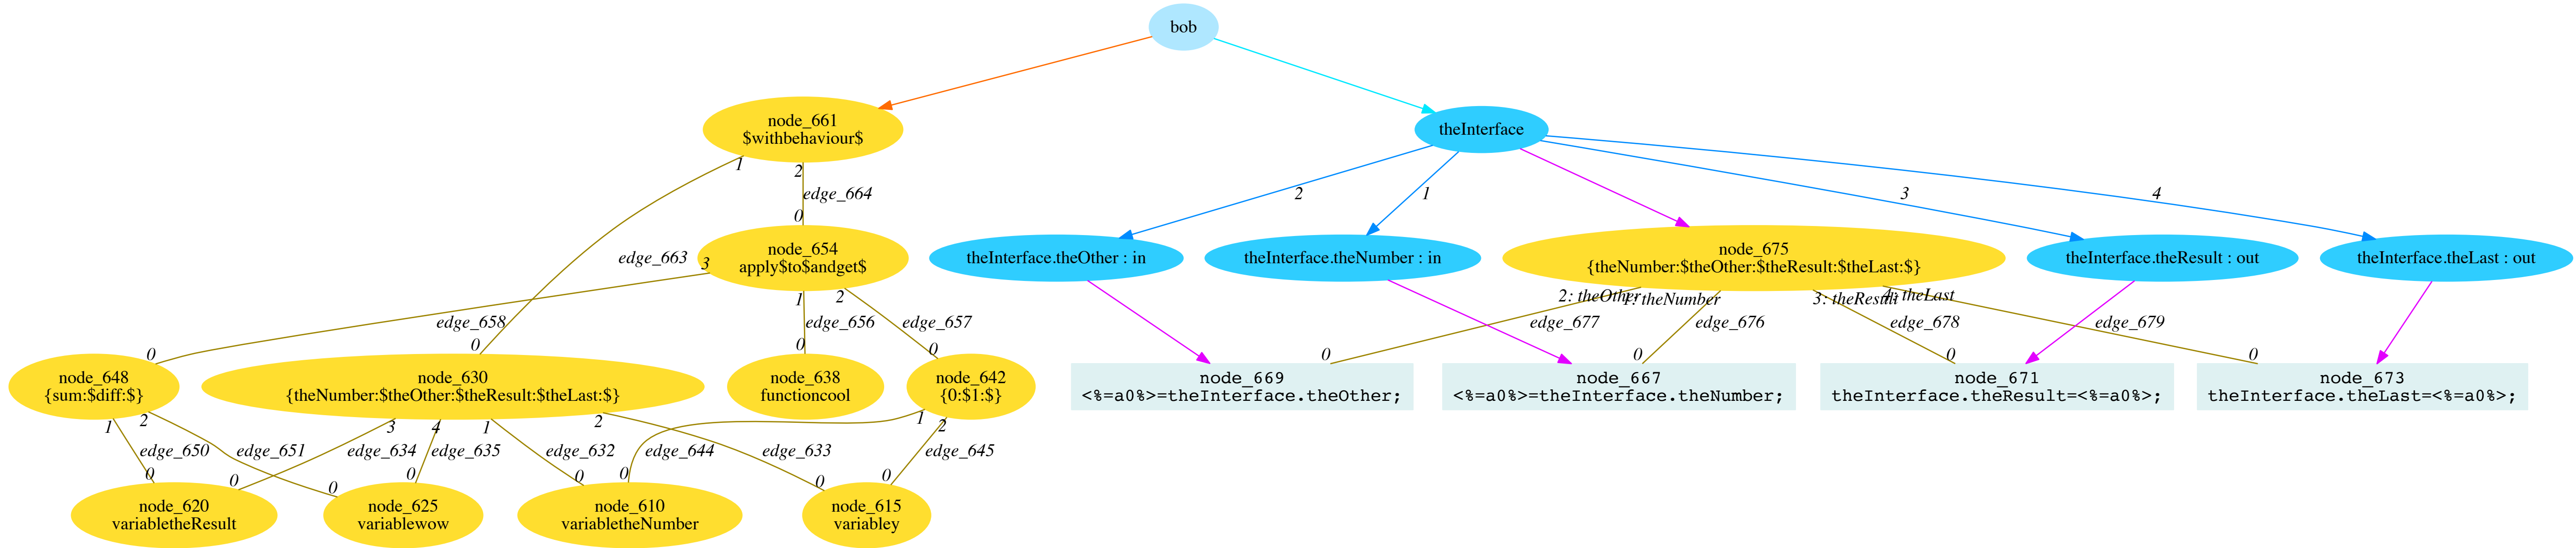 bob
node_661
$withbehaviour$
theInterface
1
2
edge_664
0
2
1
3
4
edge_663
node_654
apply$to$andget$
3
theInterface.theOther : in
theInterface.theNumber : in
node_675
{theNumber:$theOther:$theResult:$theLast:$}
theInterface.theResult : out
theInterface.theLast : out
1
2
2: theOther
1: theNumber
3: theResult
4: theLast
edge_658
edge_656
edge_657
edge_677
edge_676
edge_678
edge_679
0
0
0
0
0
0
0
0
node_648
{sum:$diff:$}
node_630
{theNumber:$theOther:$theResult:$theLast:$}
node_638
functioncool
node_642
{0:$1:$}
node_669
<%=a0%>=theInterface.theOther;
node_667
<%=a0%>=theInterface.theNumber;
node_671
theInterface.theResult=<%=a0%>;
node_673
theInterface.theLast=<%=a0%>;
1
2
3
4
1
2
1
2
edge_650
edge_651
edge_634
edge_635
edge_632
edge_644
edge_633
edge_645
0
0
0
0
0
0
0
0
node_620
variabletheResult
node_625
variablewow
node_610
variabletheNumber
node_615
variabley